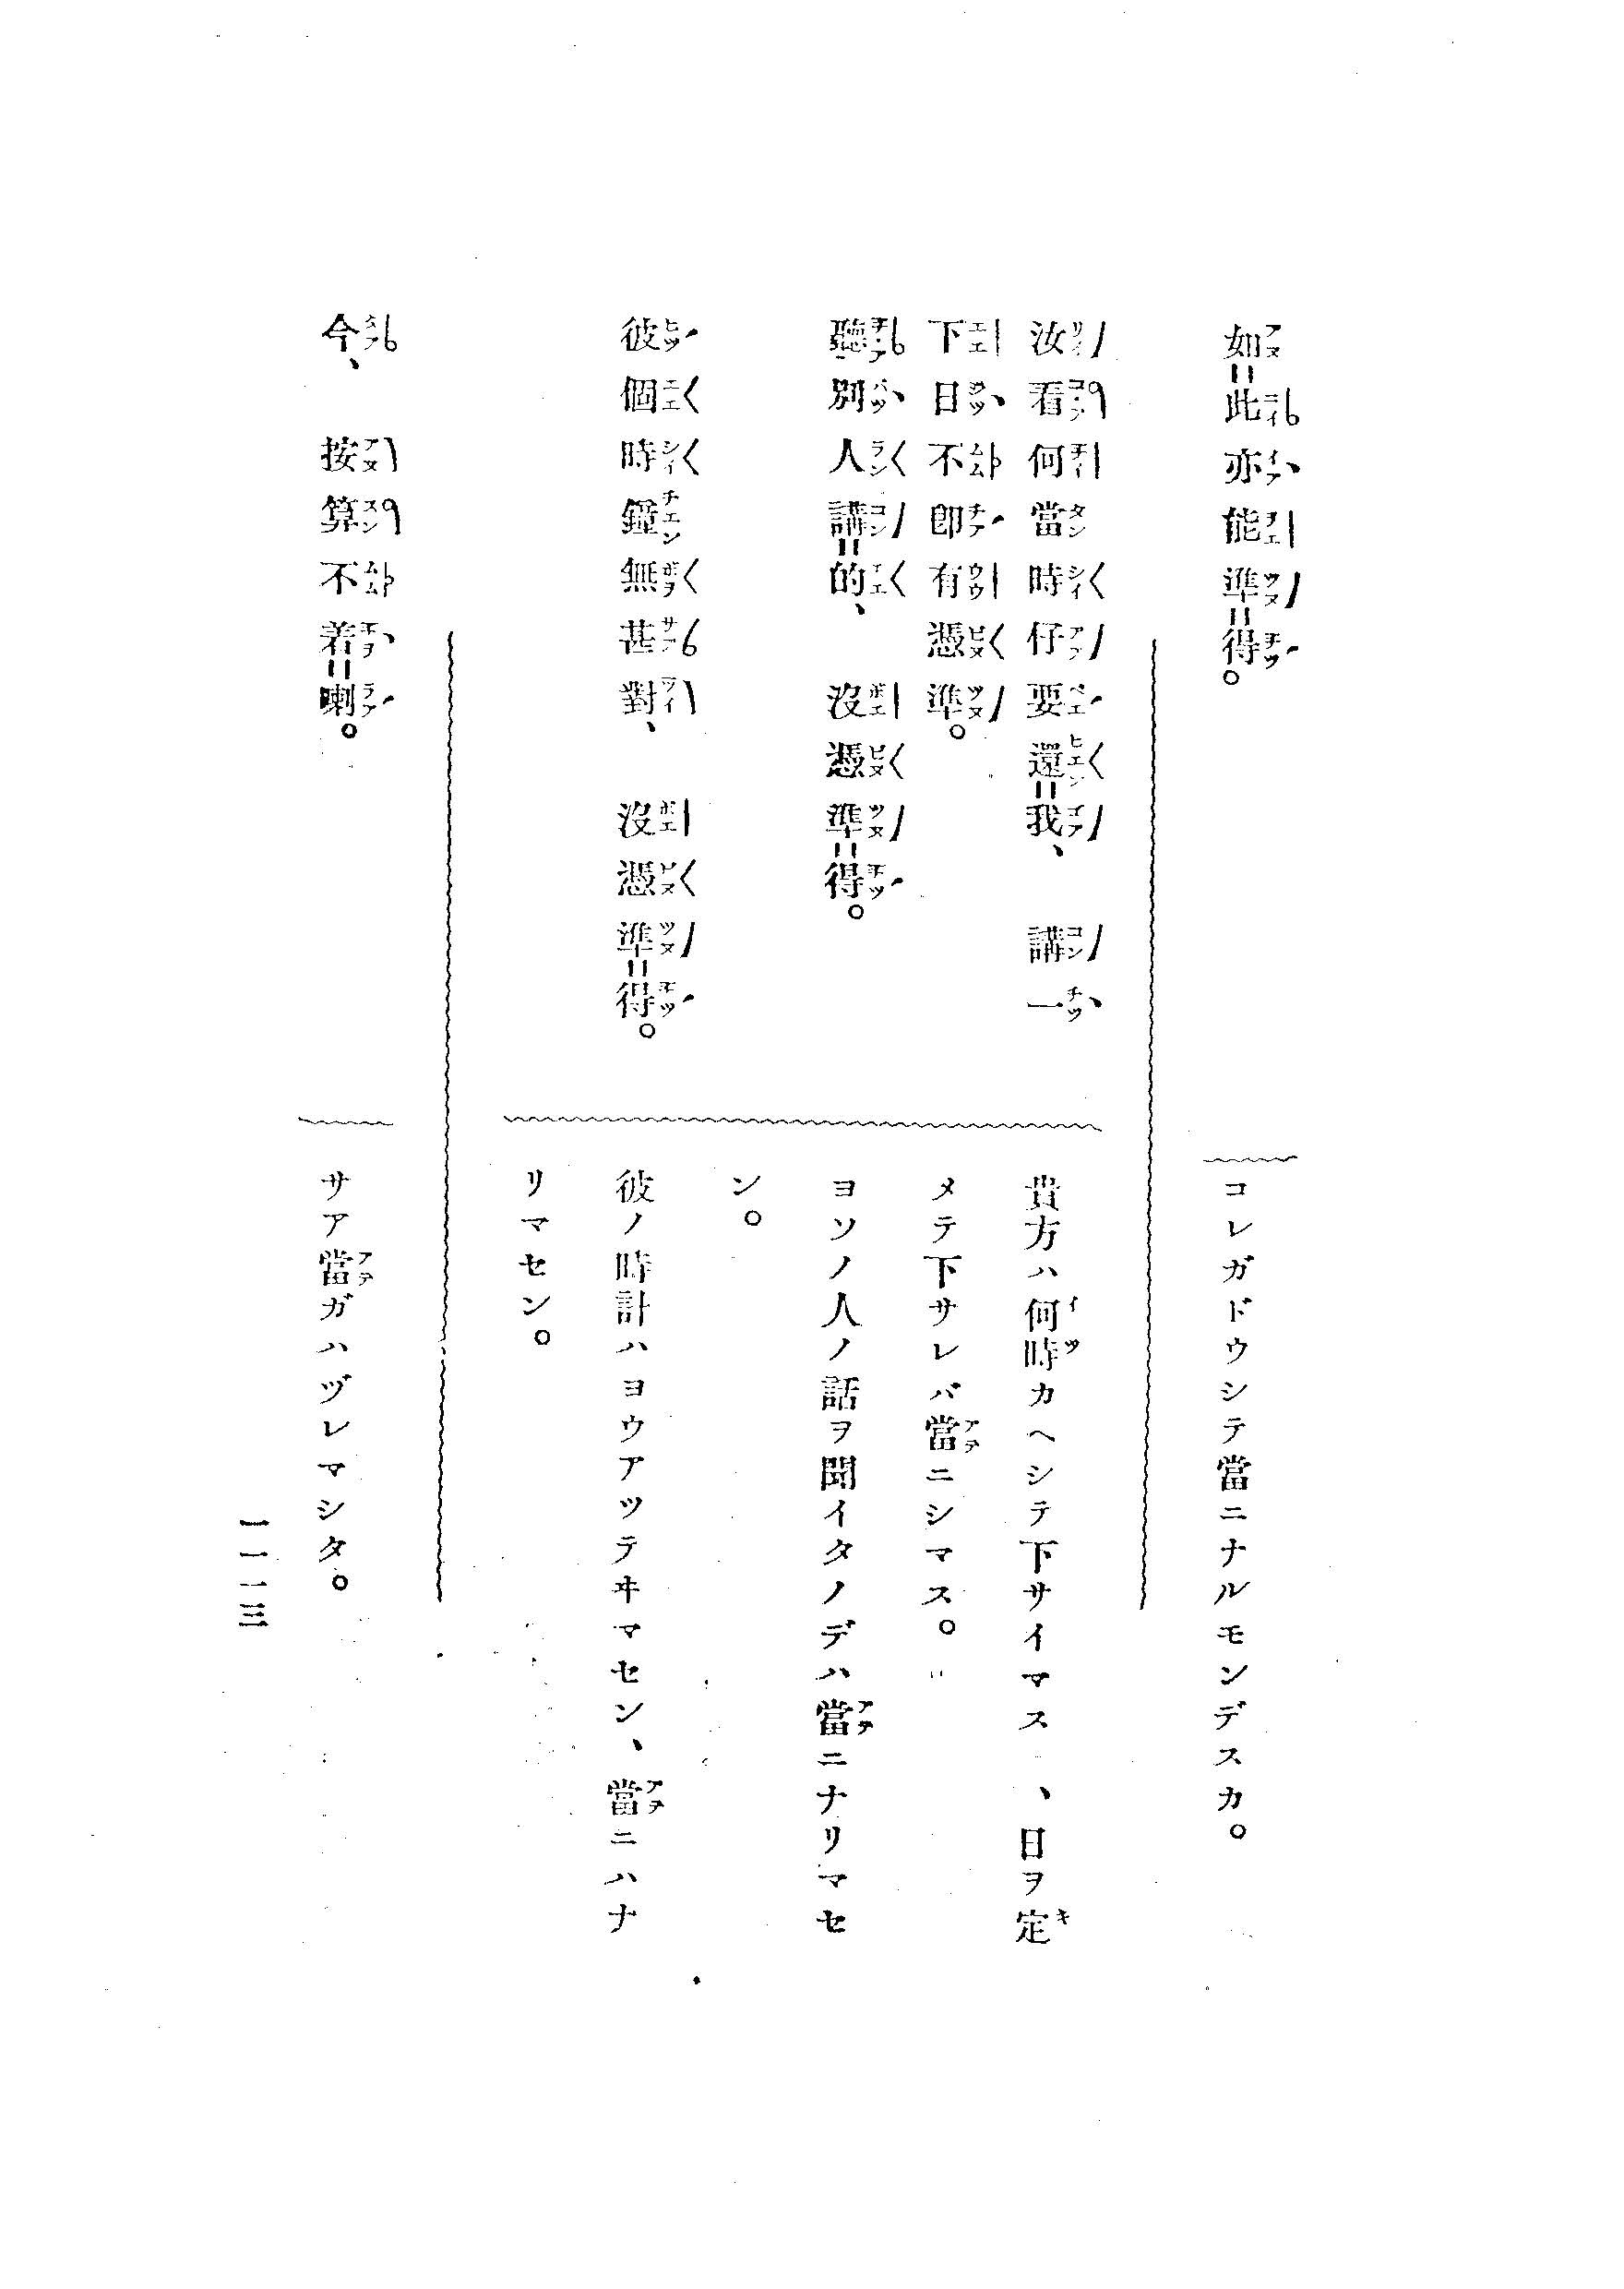 如=此亦能準=得。
コレガドウシテ當ニナルモンデスカ。
汝看何當時仔要還=我、講一
下日不卽有憑準。
貴方ハ何時カヘシテ下サイマス、日ヲ定
メテ下サレバ當ニシマス。
聽別人講=的、沒憑準=得。
ヨソノ人ノ話ヲ聞イタノデハ當ニナリマセ
ン。
彼個時鐘無甚對、沒憑準=得。
彼ノ時計ハヨウアツテヰマセン、當ニハナ
リマセン。
今、按算不着=喇。
サア當ガハヅレマシタ。
一一三